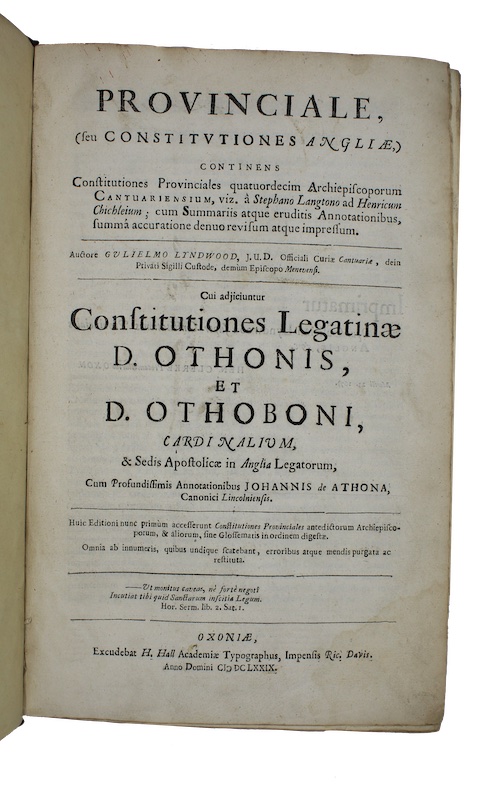 PROVINCIALE,
(ſeu CONSTITVTIONES ANGLIÆ,)
CONTINENS
Conſtitutiones Provinciales quatuordecim Archiepiſcoporum
CANTUARIENSIUM, viz. à Stephano Langtono ad Henricum
Chichleium; cum Summariis atque eruditis Annotationibus,
ſummâ accuratione denuo reviſum atque impreſſum.
Auctore GVLIELMO LYNDWOOD, J.U.D. Officiali Curiæ Cantuariæ, dein
Privati Sigilli Cuſtode, demùm Epiſcopo Menevenſi.
Cui adjiciuntur
Conſtitutiones Legatinæ
D. OTHONIS,
ET
D. OTHOBONI,
CARDINALIVM,
& Sedis Apoſtolicæ in Anglia Legatorum,
Cum Profundiſſimis Annotationibus JOHANNIS de ATHONA,
Canonici Lincolnienſis.
Huic Editioni nunc primùm acceſſerunt Conſtitutiones Provinciales antedictorum Archiepiſco-
porum, & aliorum, ſine Gloſſematis in ordinem digeſtæ.
Omnia ab innumeris, quibus undique ſcatebant, erroribus atque mendis purgata ac
reſtituta.
—— Ut monitus caveas, nè fortè negotî
Incutiat tibi quid Sanctarum inſcitia Legum.
Hor. Serm. lib. 2. Sat. 1.
OXONIÆ,
Excudebat H. Hall Academiæ Typographus, Impenſis Ric. Davis.
Anno Domini CIↃ DC LXXIX.